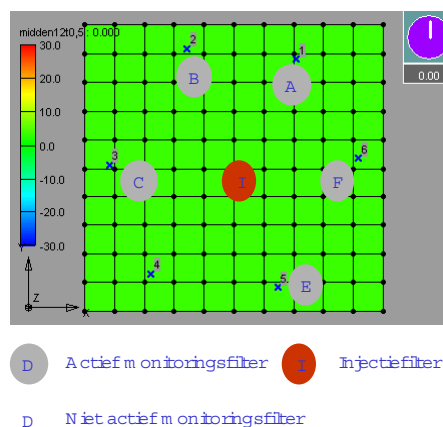 midden12t0,5 : 0.000
30.0
20.0
10.0
0.0
-10.0
-20.0
-30.0
0.00
2
1
B
A
3
6
C
I
F
4
5
E
Y
Z
X
D Actief monitoringsfilter I Injectiefilter
D Niet actief monitoringsfilter